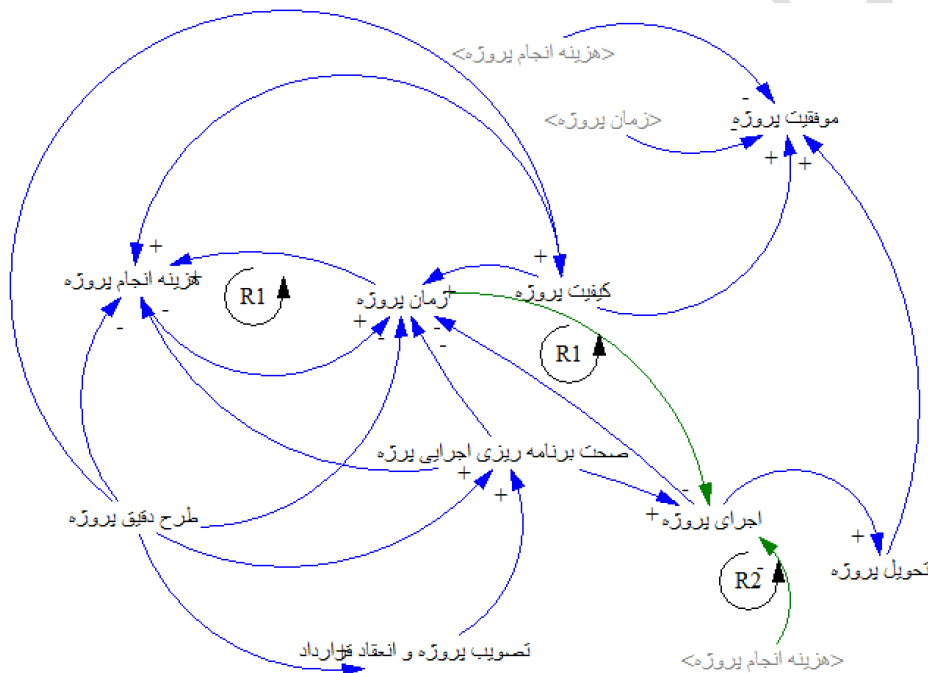 <هزینه انجام پروژه>
موفقیت پروژه
<زمان پروژه>
هزینه انجام پروژه
R1
زمان پروژه
کیفیت پروژه
R1
صحت برنامه ریزی اجرایی پرژه
طرح دقیق پروژه
اجرای پروژه
تحویل پروژه
R2
تصویب پروژه و انعقاد قرارداد
<هزینه انجام پروژه>